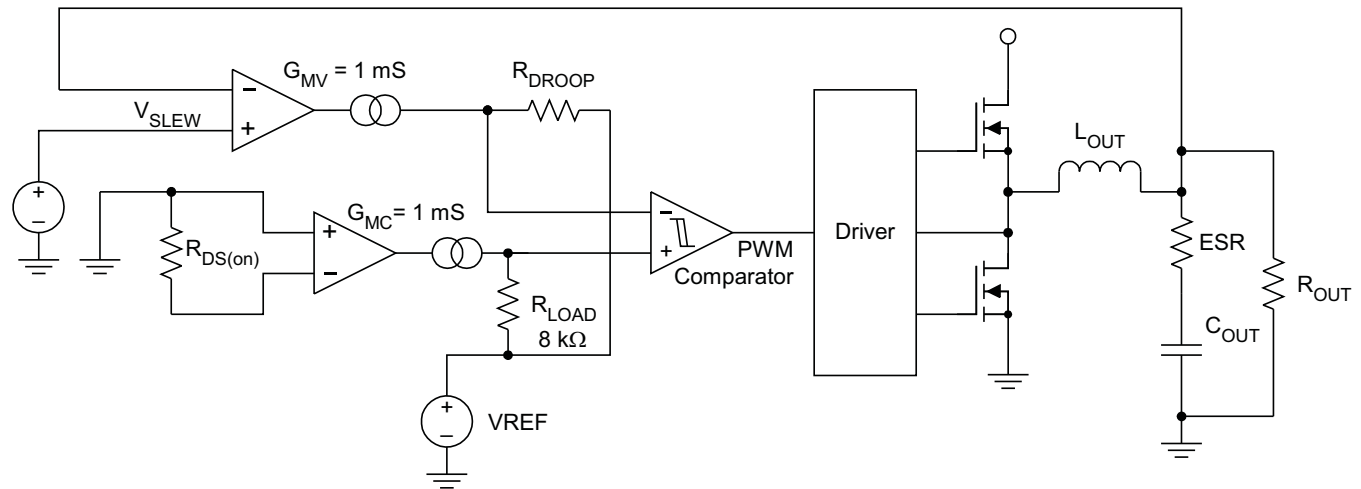 G_MV = 1 mS
R_DROOP
V_SLEW
−
+
+
−
G_MC = 1 mS
R_DS(on)
+
−
−
+
PWM
Comparator
Driver
L_OUT
ESR
R_OUT
C_OUT
R_LOAD
8 kΩ
+
−
VREF